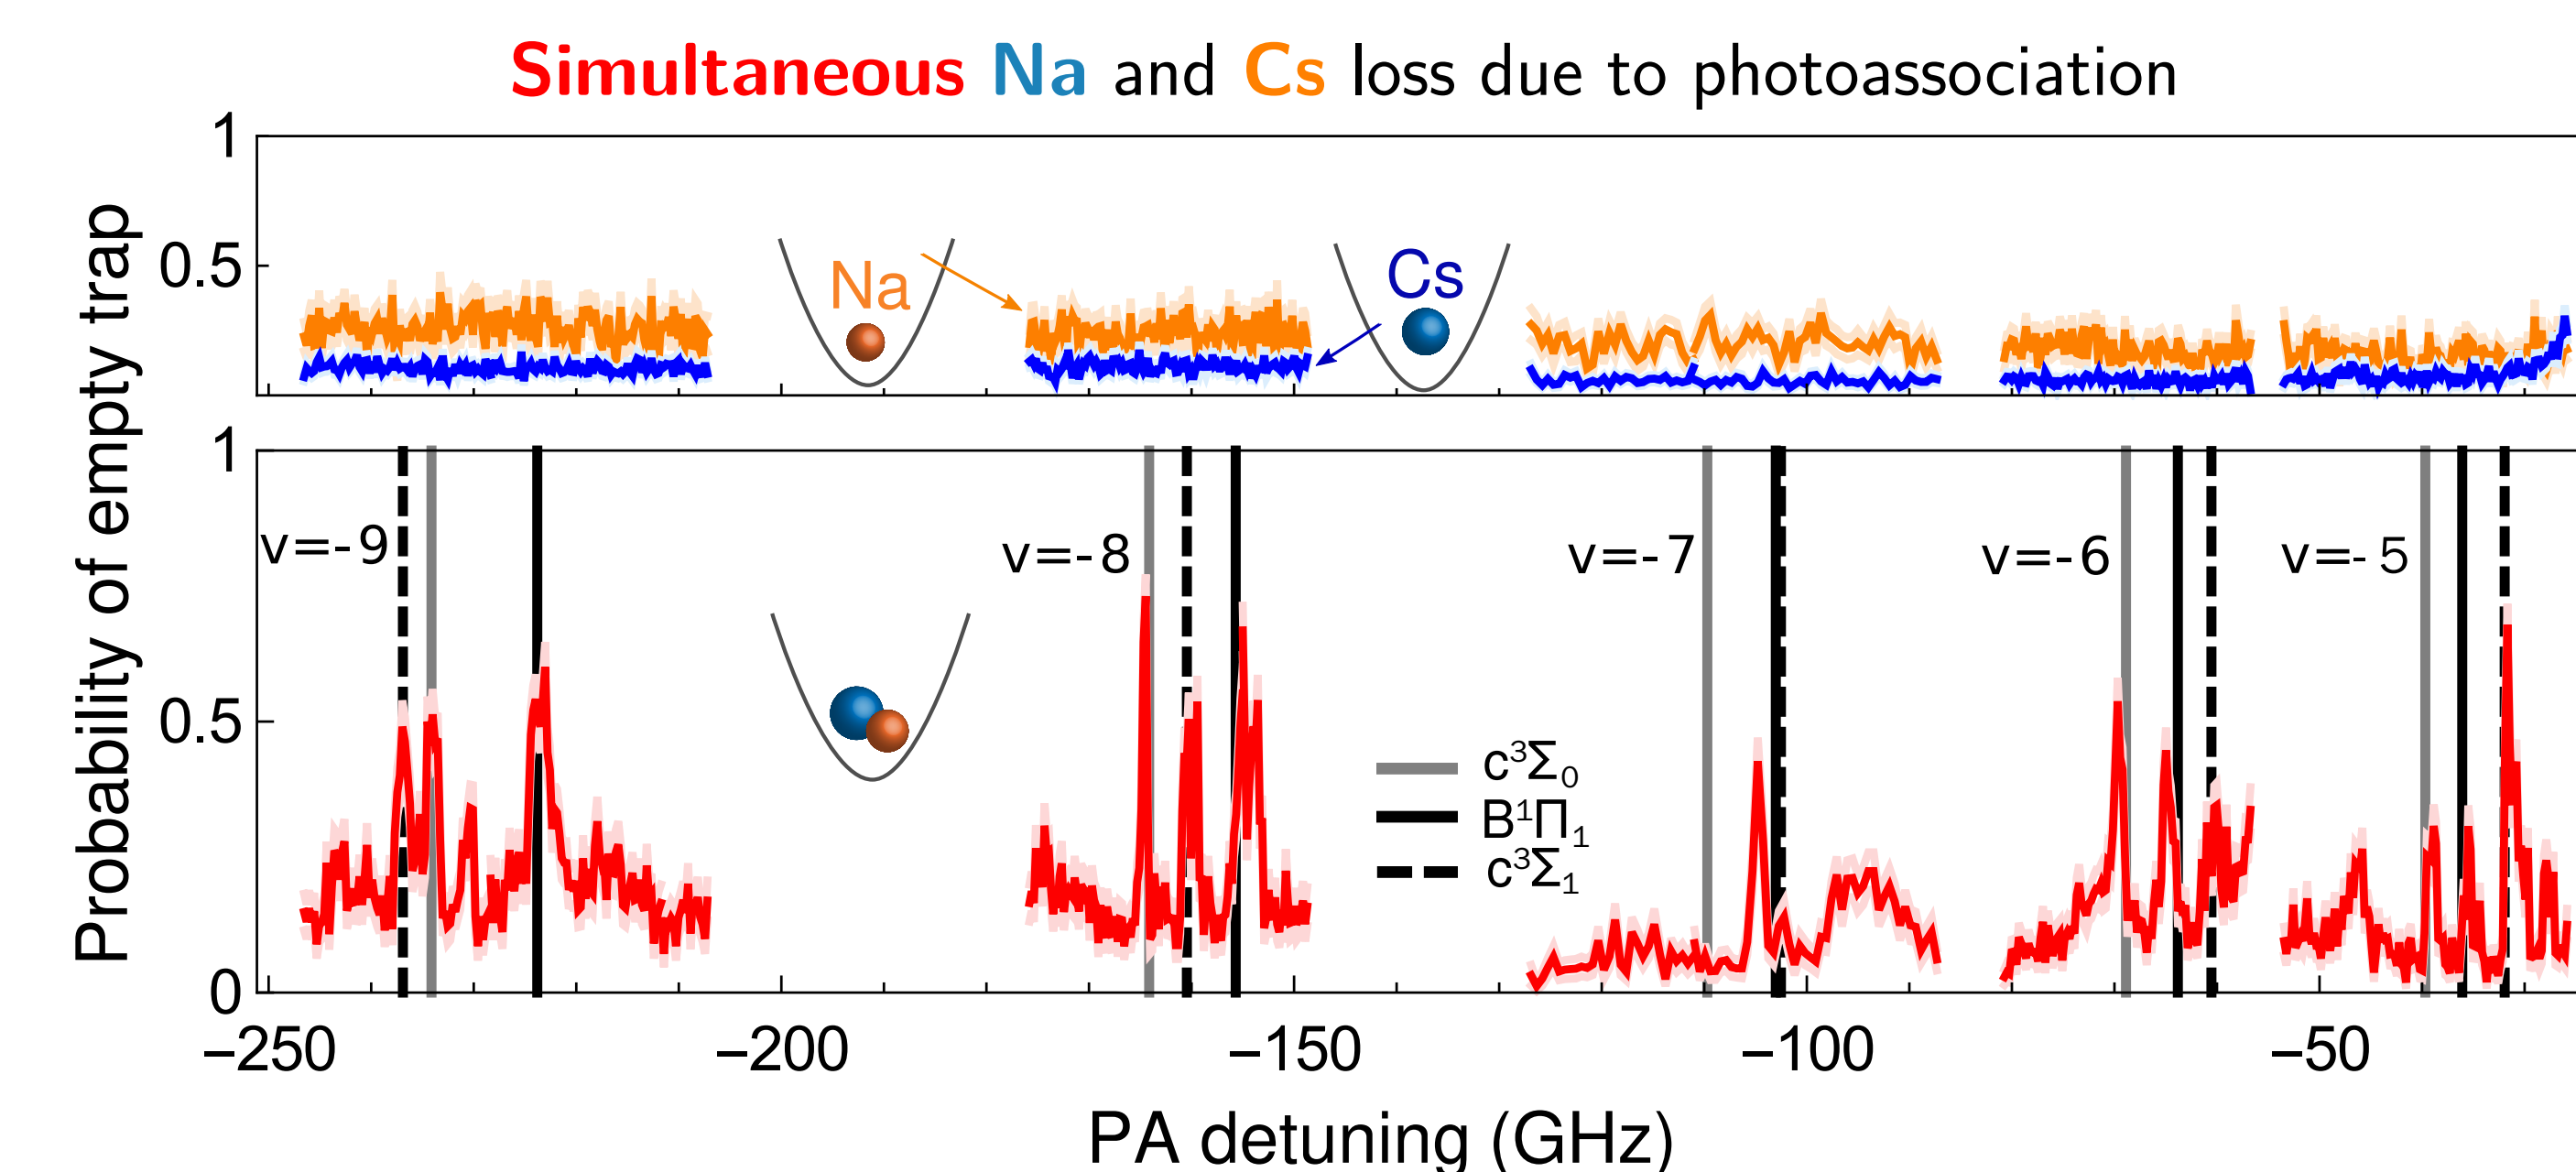 Simultaneous Na and Cs loss due to photoassociation
Probability of empty trap
1
0.5
Na
Cs
1
0.5
0
v=-9
v=-8
v=-7
v=-6
v=-5
c³Σ₀
B¹Π₁
c³Σ₁
−250
−200
−150
−100
−50
PA detuning (GHz)